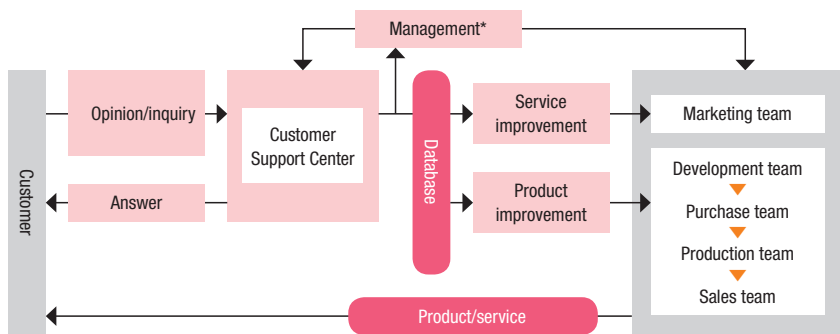 Management*
Customer
Opinion/inquiry
Answer
Customer
Support Center
Database
Service
improvement
Product
improvement
Marketing team
Development team
Purchase team
Production team
Sales team
Product/service